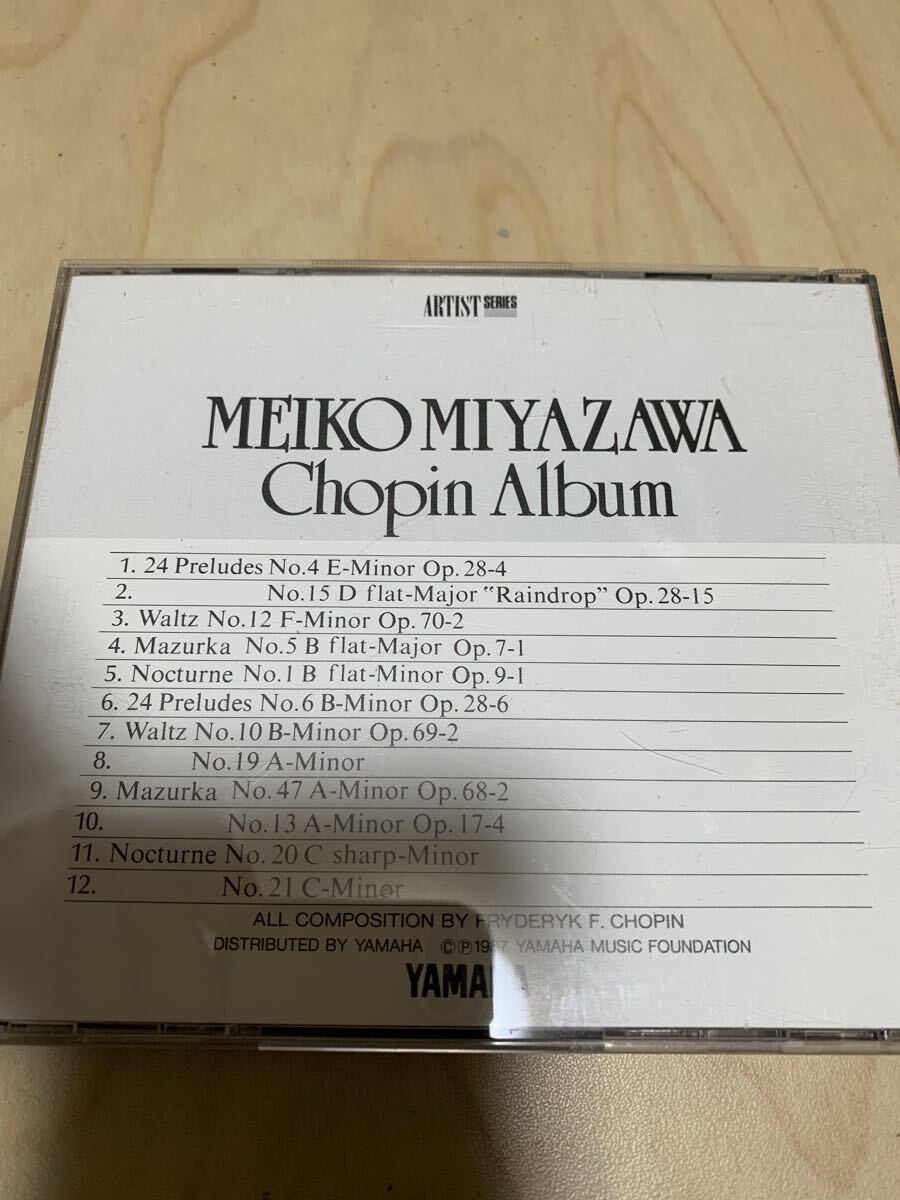 ARTIST SERIES
MEIKO MIYAZAWA
Chopin Album
1. 24 Preludes No.4 E-Minor Op.28-4
2. No.15 D flat-Major "Raindrop" Op.28-15
3. Waltz No.12 F-Minor Op.70-2
4. Mazurka No.5 B flat-Major Op.7-1
5. Nocturne No.1 B flat-Minor Op.9-1
6. 24 Preludes No.6 B-Minor Op.28-6
7. Waltz No.10 B-Minor Op.69-2
8. No.19 A-Minor
9. Mazurka No.47 A-Minor Op.68-2
10. No.13 A-Minor Op.17-4
11. Nocturne No.20 C sharp-Minor
12. No.21 C-Minor
ALL COMPOSITION BY FRYDERYK F. CHOPIN
DISTRIBUTED BY YAMAHA ©℗1987 YAMAHA MUSIC FOUNDATION
YAMAHA